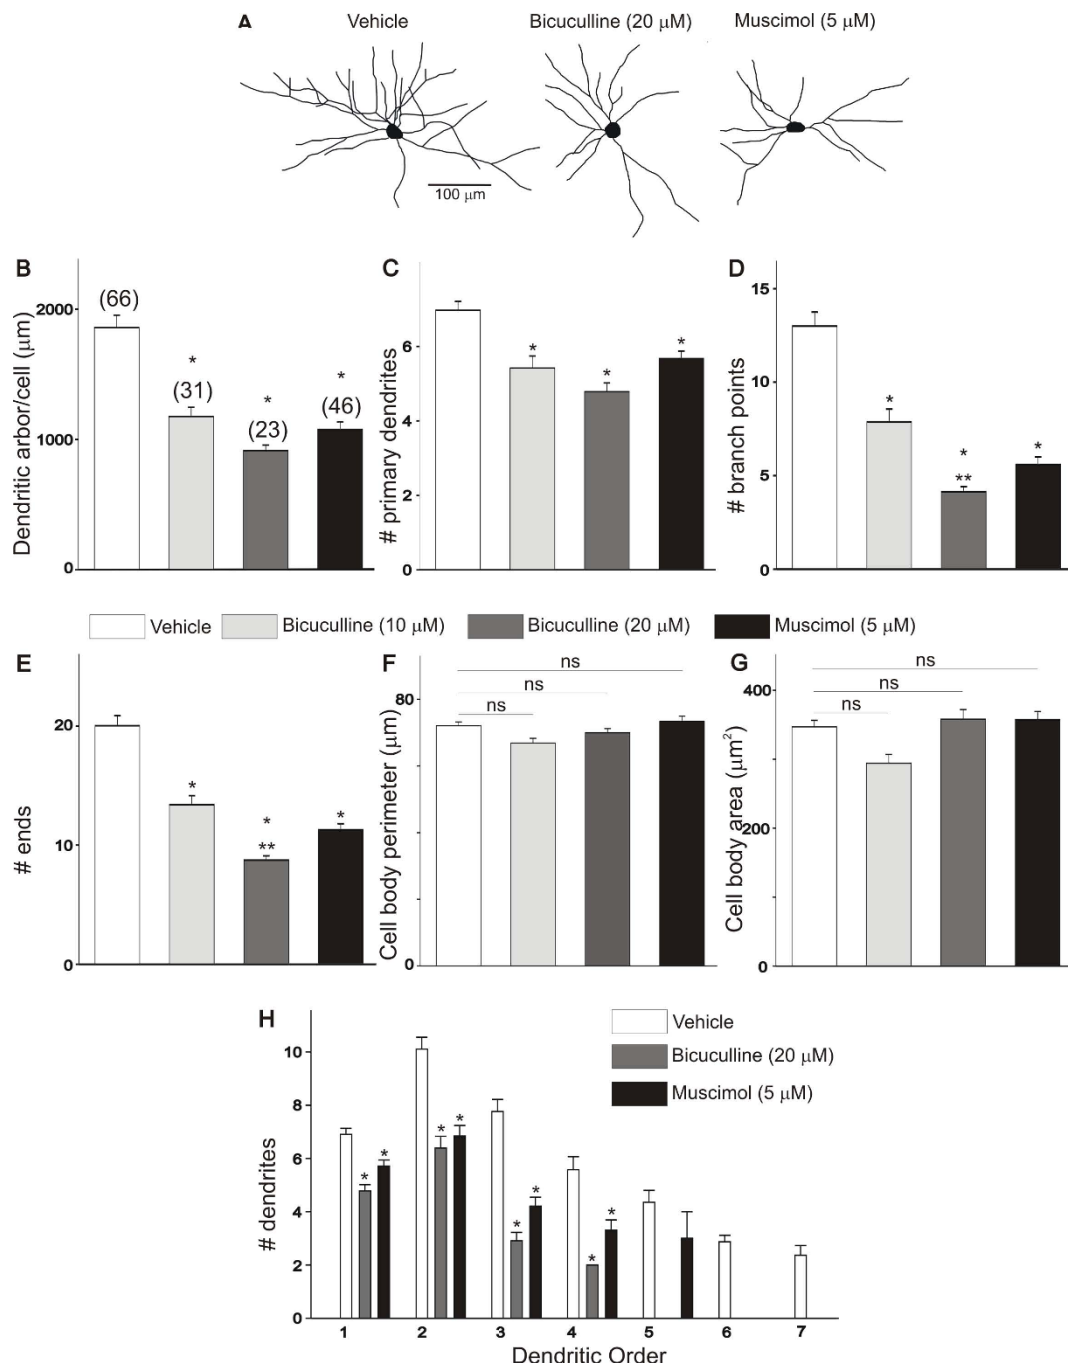 A
Vehicle
Bicuculline (20 μM)
Muscimol (5 μM)
100 μm
B
Dendritic arbor/cell (μm)
2000
1000
0
(66)
*
(31)
*
(23)
*
(46)
C
# primary dendrites
6
4
2
0
*
*
*
D
# branch points
15
10
5
0
*
*
**
*
Vehicle
Bicuculline (10 μM)
Bicuculline (20 μM)
Muscimol (5 μM)
E
# ends
20
10
0
*
*
**
*
F
Cell body perimeter (μm)
80
0
ns
ns
ns
G
Cell body area (μm²)
400
200
0
ns
ns
ns
H
# dendrites
10
8
6
4
2
0
* * * * * * * *
Vehicle
Bicuculline (20 μM)
Muscimol (5 μM)
1 2 3 4 5 6 7
Dendritic Order